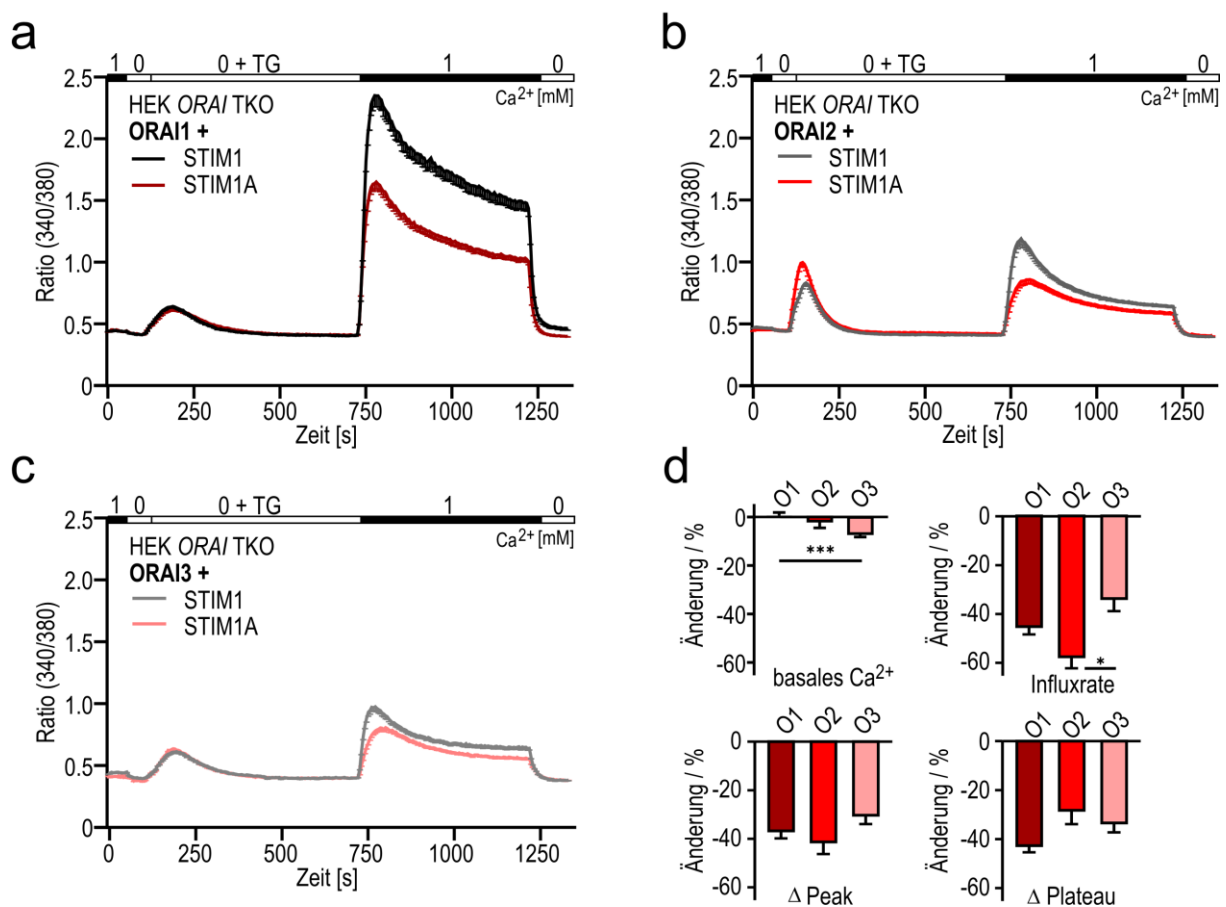 a
1 0 0 + TG 1 0
Ca2+ [mM]
HEK ORAI TKO
ORAI1 +
STIM1
STIM1A
Ratio (340/380)
2.5
2.0
1.5
1.0
0.5
0
0 250 500 750 1000 1250
Zeit [s]
b
1 0 0 + TG 1 0
Ca2+ [mM]
HEK ORAI TKO
ORAI2 +
STIM1
STIM1A
Ratio (340/380)
2.5
2.0
1.5
1.0
0.5
0
0 250 500 750 1000 1250
Zeit [s]
c
1 0 0 + TG 1 0
Ca2+ [mM]
HEK ORAI TKO
ORAI3 +
STIM1
STIM1A
Ratio (340/380)
2.5
2.0
1.5
1.0
0.5
0
0 250 500 750 1000 1250
Zeit [s]
d
O1 O2 O3
Änderung / %
0
-20
-40
-60
***
basales Ca2+
O1 O2 O3
Änderung / %
0
-20
-40
-60
*
Influxrate
O1 O2 O3
Änderung / %
0
-20
-40
-60
Δ Peak
O1 O2 O3
Änderung / %
0
-20
-40
-60
Δ Plateau